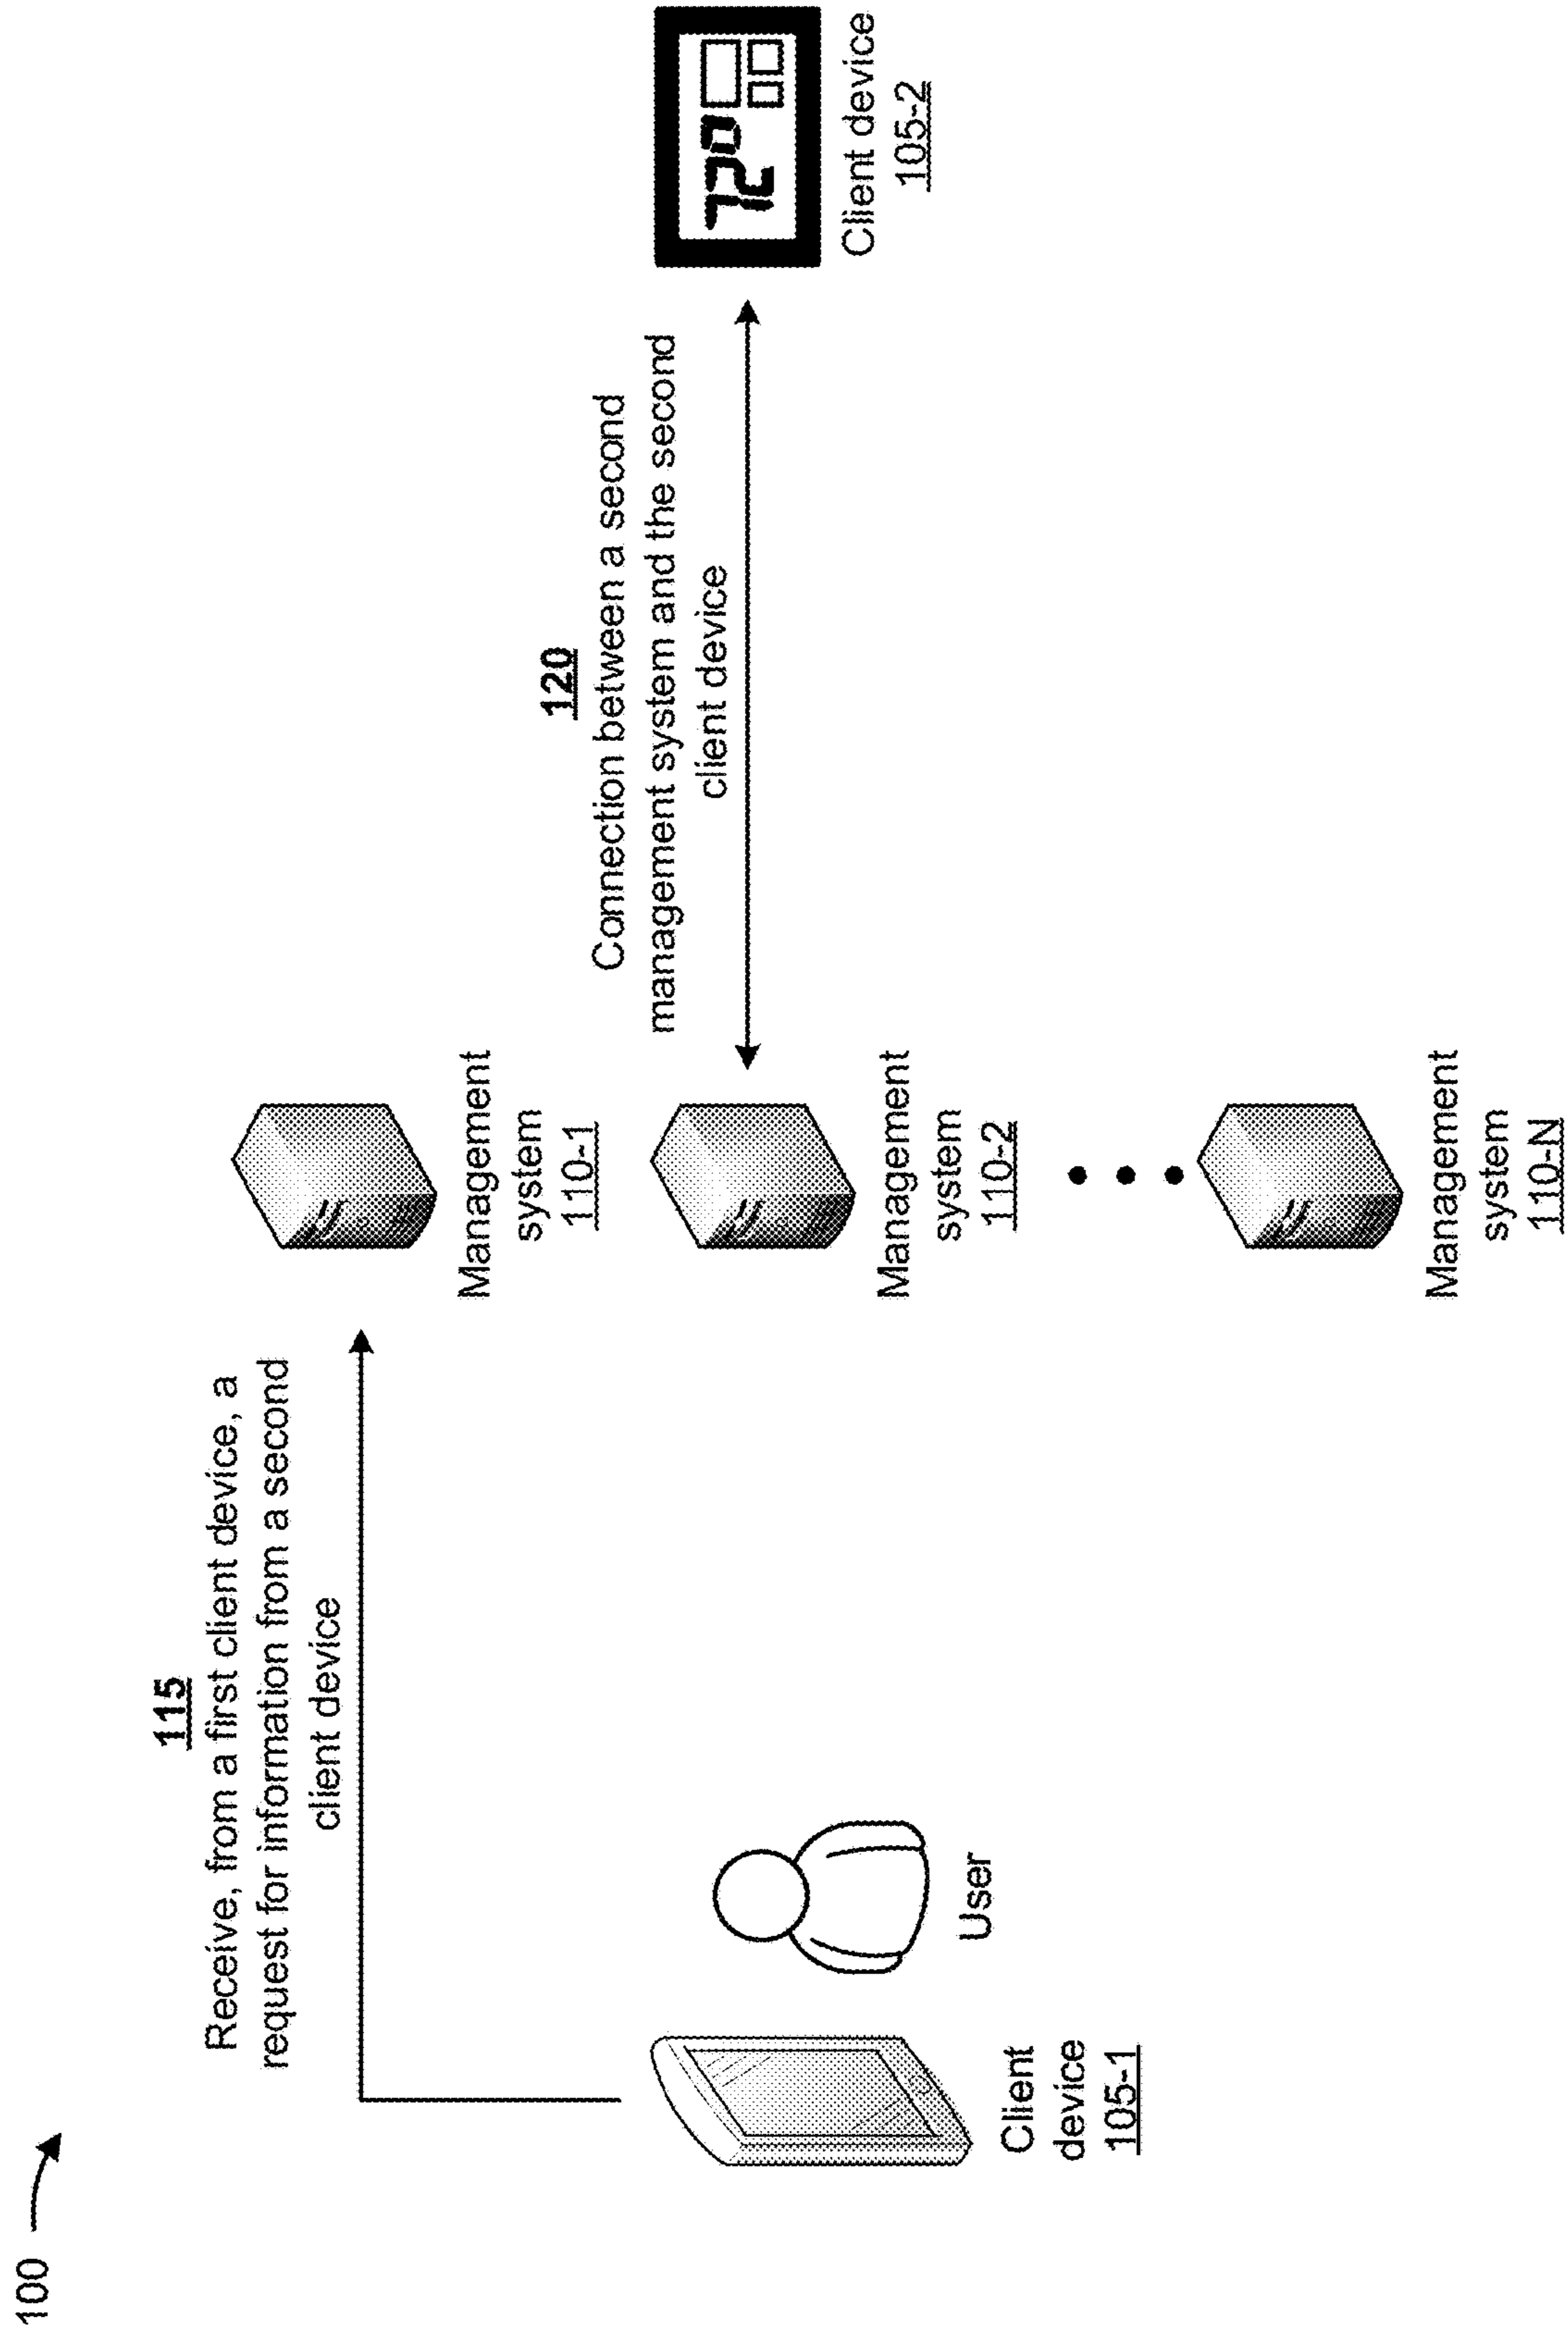 100
115
Receive, from a first client device, a
request for information from a second
client device
Client
device
105-1
User
Management
system
110-1
Management
system
110-2
Management
system
110-N
120
Connection between a second
management system and the second
client device
72º
Client device
105-2